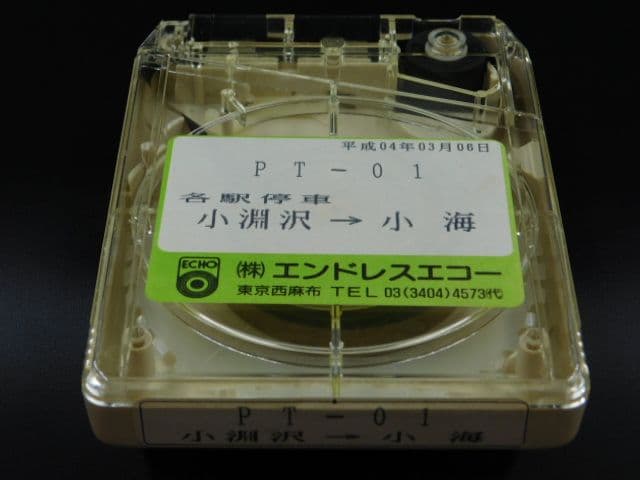 平成04年03月06日
PT-01
各駅停車
小淵沢→小海
ECHO
(株)エンドレスエコー
東京西麻布 TEL 03(3404)4573代
PT-01
小淵沢→小海